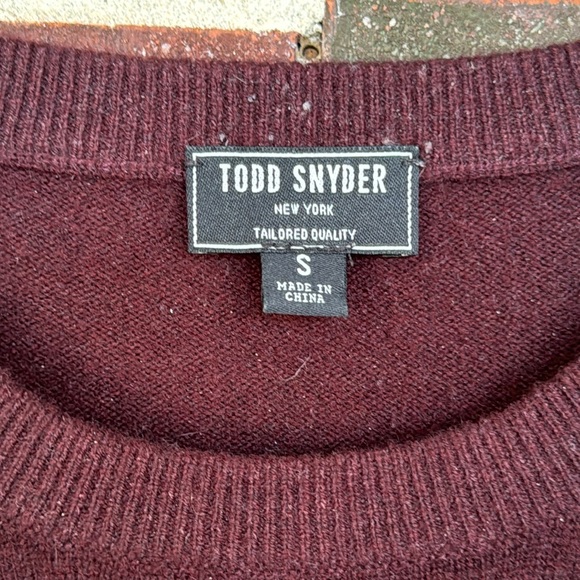 TODD SNYDER
NEW YORK
TAILORED QUALITY
S
MADE IN
CHINA